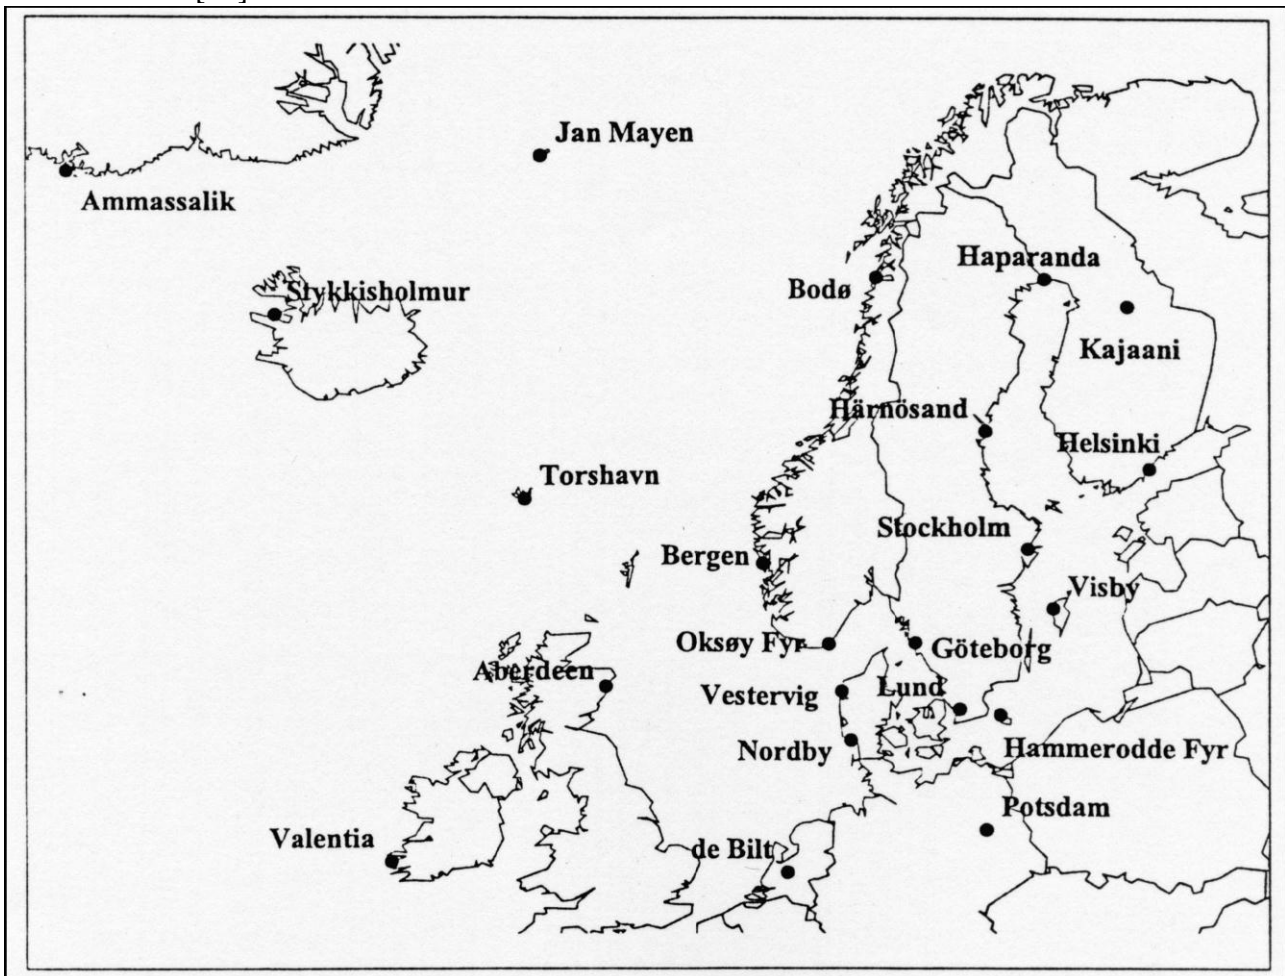 Jan Mayen
Ammassalik
Haparanda
Bodø
Stykkisholmur
Kajaani
Härnösand
Helsinki
Torshavn
Stockholm
Bergen
Visby
Oksøy Fyr
Göteborg
Aberdeen
Vestervig
Lund
Nordby
Hammerodde Fyr
Potsdam
Valentia
de Bilt